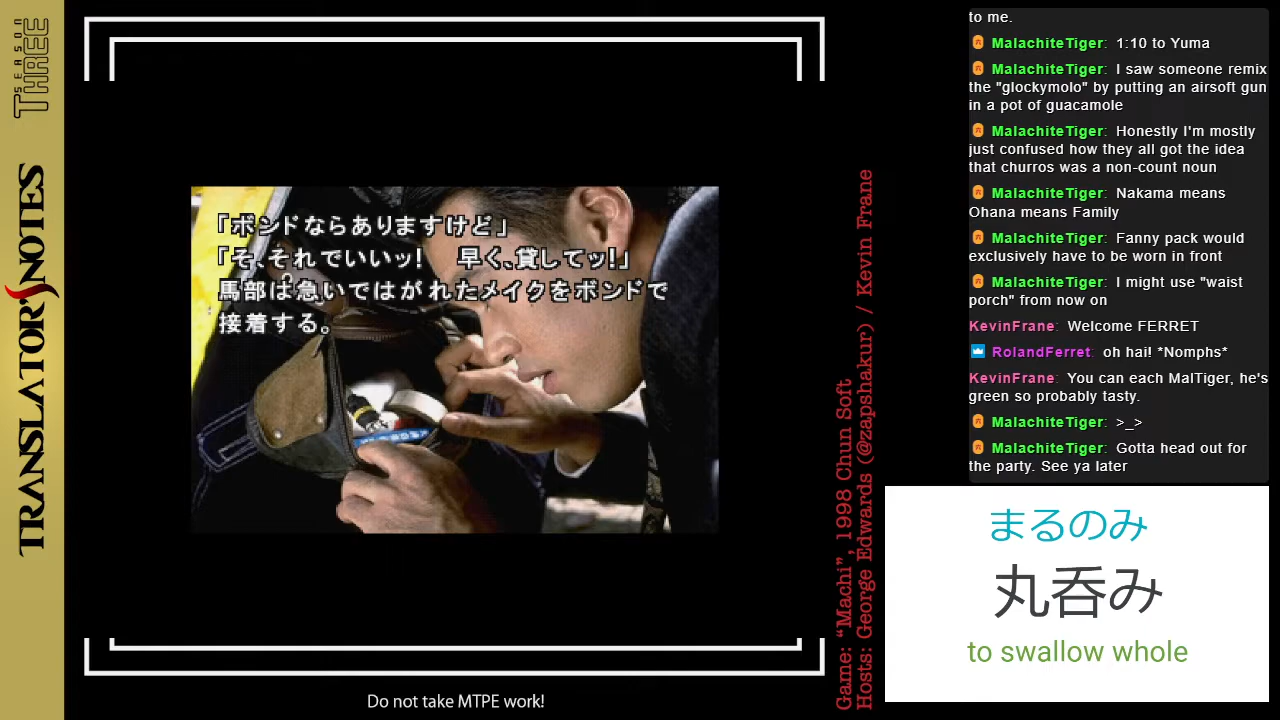 SEASON
THREE
TRANSLATOR'S NOTES
「ボンドならありますけど」
「そ、それでいいッ!　早く、貸してッ!」
馬部は急いではがれたメイクをボンドで
接着する。
Game: “Machi”, 1998 Chun Soft
Hosts: George Edwards (@zapshakur) / Kevin Frane
Do not take MTPE work!
to me.
MalachiteTiger: 1:10 to Yuma
MalachiteTiger: I saw someone remix
the "glockymolo" by putting an airsoft gun
in a pot of guacamole
MalachiteTiger: Honestly I'm mostly
just confused how they all got the idea
that churros was a non-count noun
MalachiteTiger: Nakama means
Ohana means Family
MalachiteTiger: Fanny pack would
exclusively have to be worn in front
MalachiteTiger: I might use "waist
porch" from now on
KevinFrane: Welcome FERRET
RolandFerret: oh hai! *Nomphs*
KevinFrane: You can each MalTiger, he's
green so probably tasty.
MalachiteTiger: >_>
MalachiteTiger: Gotta head out for
the party. See ya later
まるのみ
丸呑み
to swallow whole